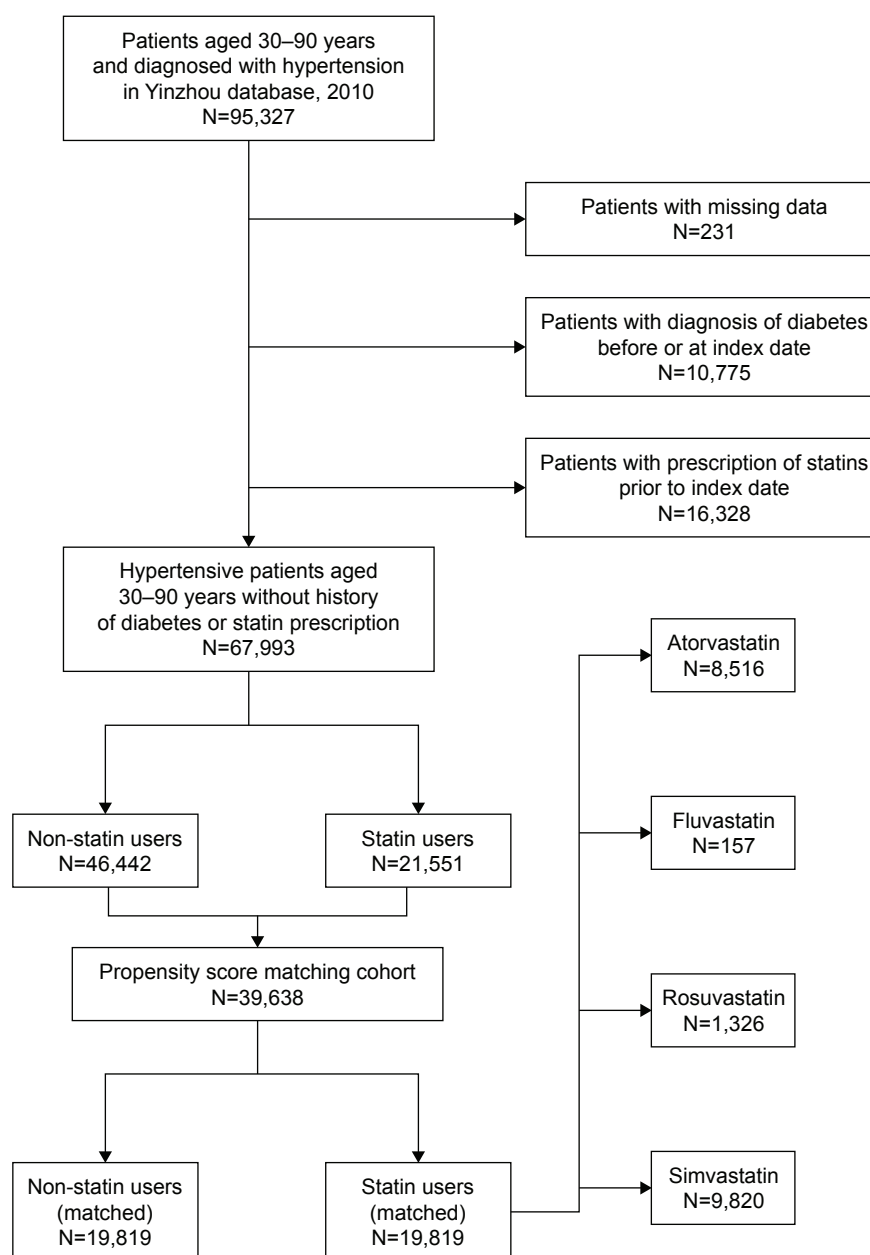 Patients aged 30–90 years
and diagnosed with hypertension
in Yinzhou database, 2010
N=95,327
Patients with missing data
N=231
Patients with diagnosis of diabetes
before or at index date
N=10,775
Patients with prescription of statins
prior to index date
N=16,328
Hypertensive patients aged
30–90 years without history
of diabetes or statin prescription
N=67,993
Non-statin users
N=46,442
Statin users
N=21,551
Propensity score matching cohort
N=39,638
Non-statin users
(matched)
N=19,819
Statin users
(matched)
N=19,819
Atorvastatin
N=8,516
Fluvastatin
N=157
Rosuvastatin
N=1,326
Simvastatin
N=9,820